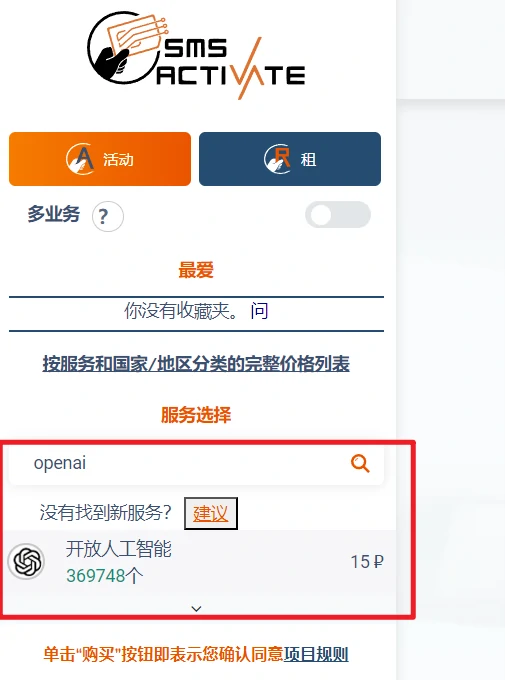 SMS
ACTIVATE
活动
租
多业务 ?
最爱
你没有收藏夹。 问
按服务和国家/地区分类的完整价格列表
服务选择
openai
没有找到新服务？ 建议
开放人工智能
369748个
15 ₽
单击“购买”按钮即表示您确认同意项目规则